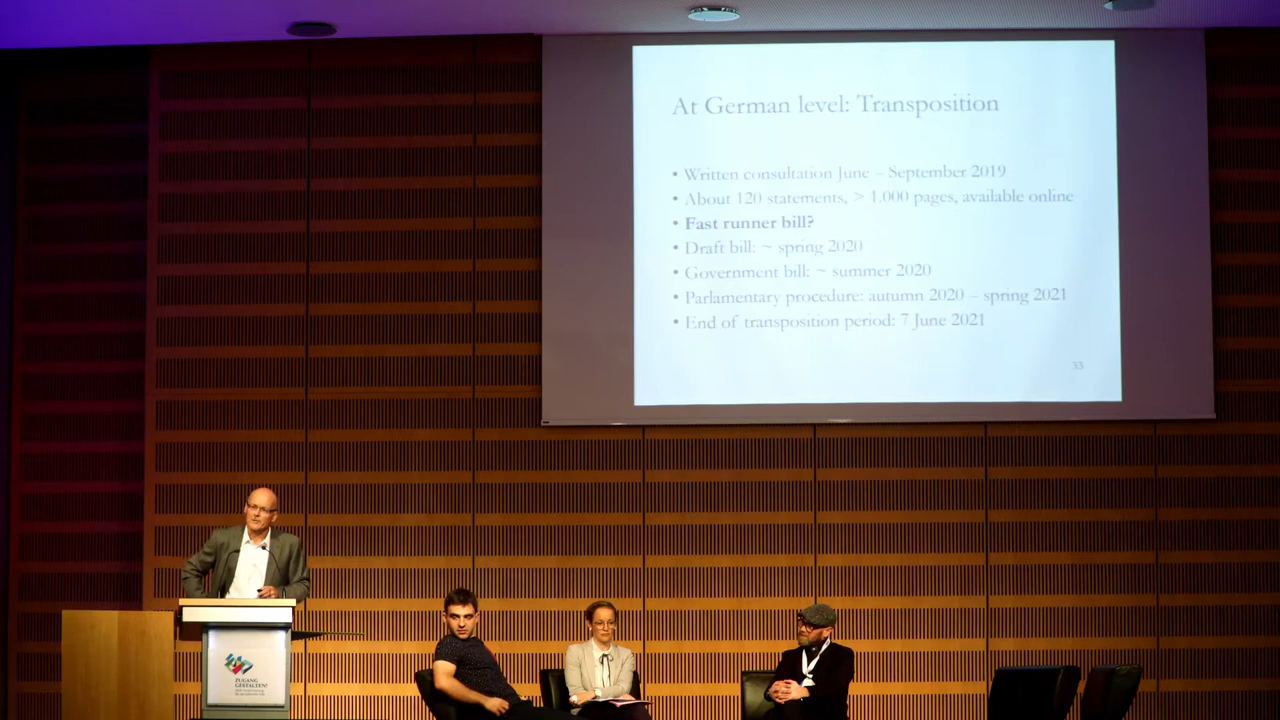 At German level: Transposition
• Written consultation June – September 2019
• About 120 statements, > 1.000 pages, available online
• Fast runner bill?
• Draft bill: ~ spring 2020
• Government bill: ~ summer 2020
• Parlamentary procedure: autumn 2020 – spring 2021
• End of transposition period: 7 June 2021
33
ZUGANG
GESTALTEN!